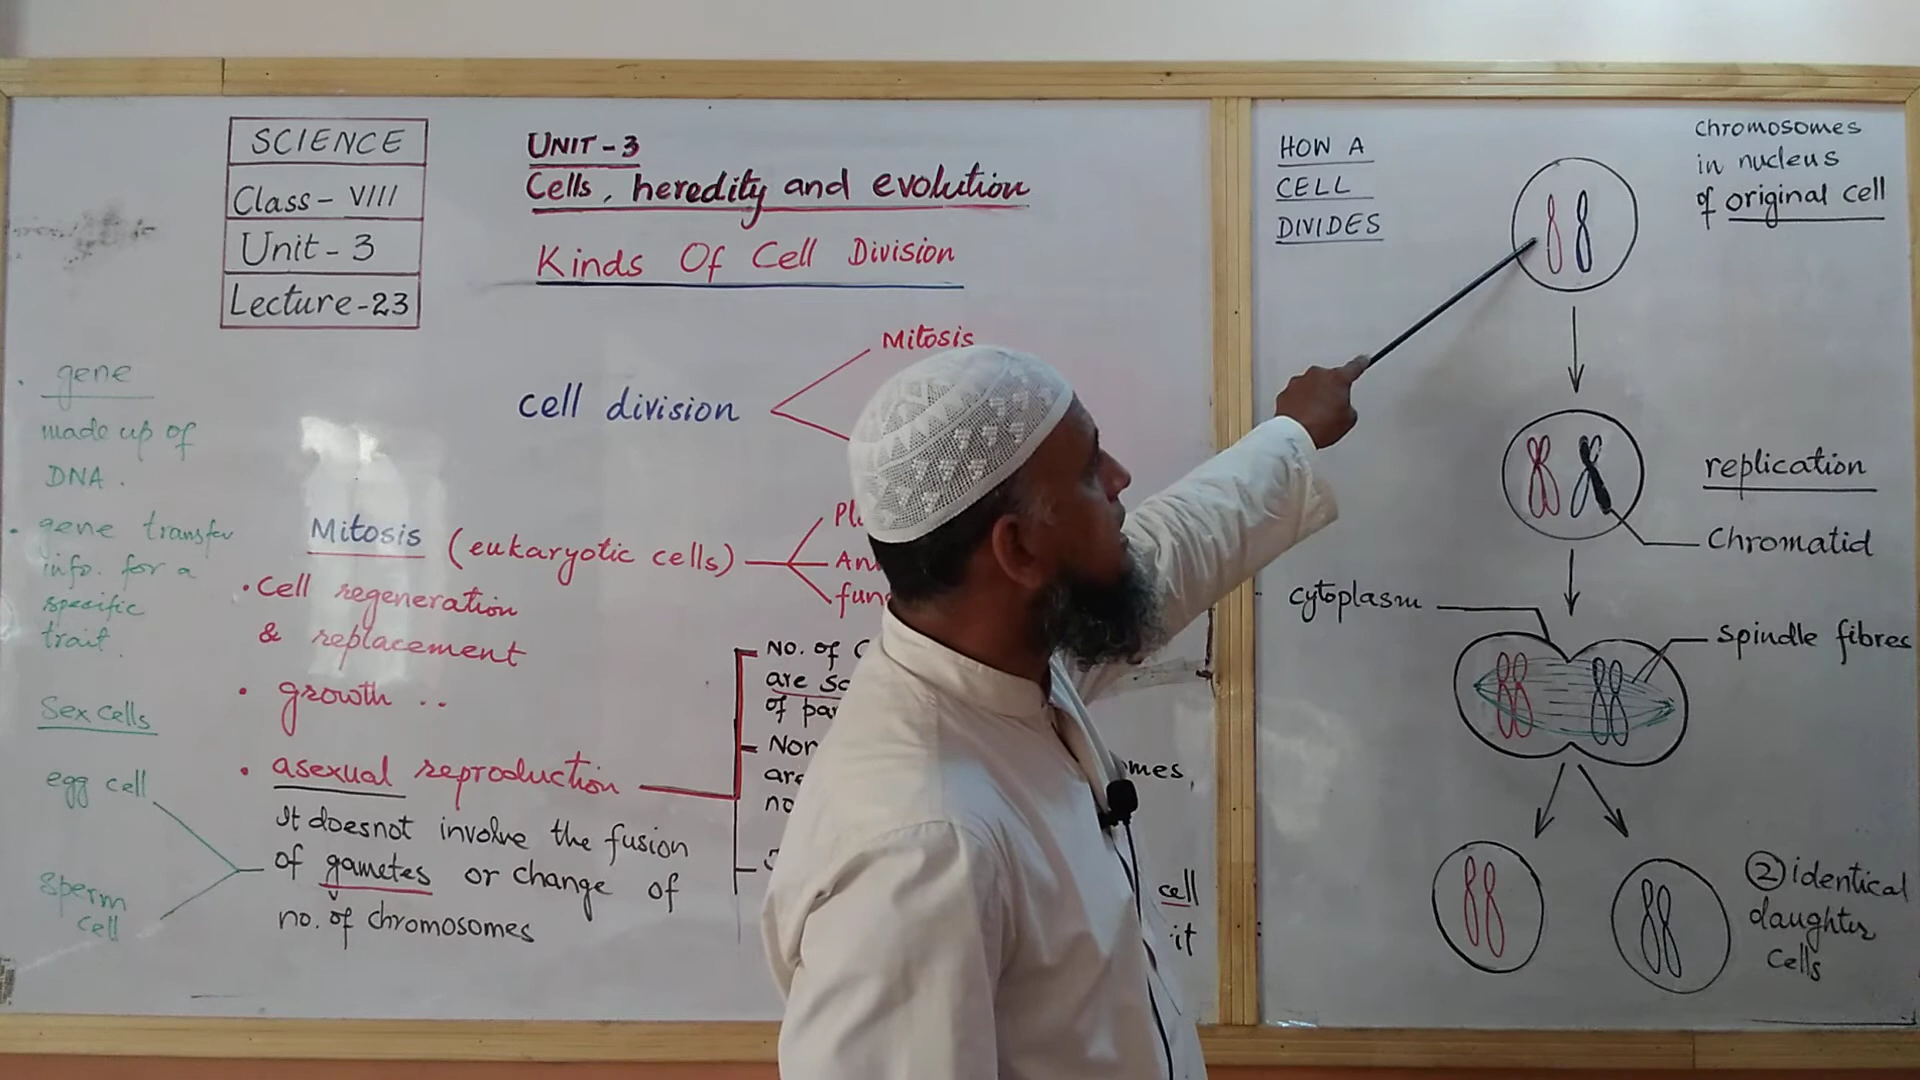 SCIENCE
Class - VIII
Unit - 3
Lecture - 23
UNIT - 3
Cells, heredity and evolution
Kinds Of Cell Division
cell division
Mitosis
. gene
made up of
DNA .
. gene transfer
info. for a
specific
trait.
Sex cells
egg cell
sperm
cell
Mitosis (eukaryotic cells)
. Cell regeneration
& replacement
. growth ..
. asexual reproduction
It doesnot involve the fusion
of gametes or change of
no. of chromosomes
No. of
are
of
cell
it
HOW A
CELL
DIVIDES
chromosomes
in nucleus
of original cell
replication
Chromatid
cytoplasm
spindle fibres
2 identical
daughter
cells